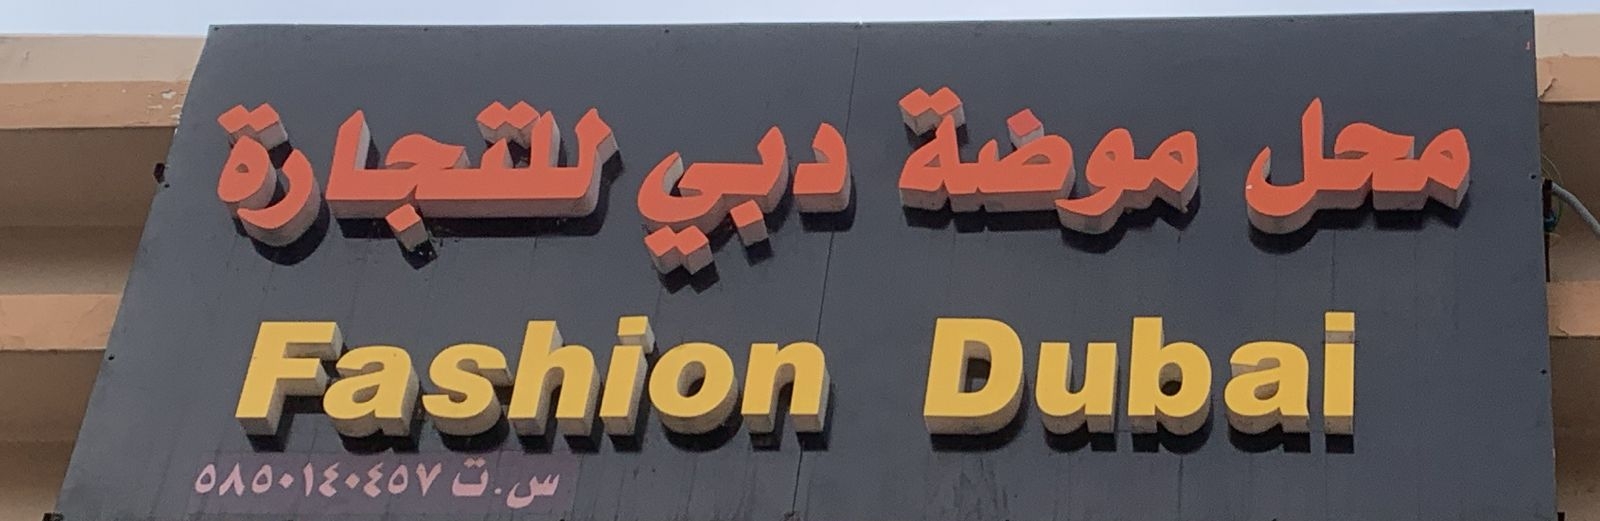 محل موضة دبي للتجارة
Fashion Dubai
س.ت ٥٨٥٠١٤٠٤٥٧